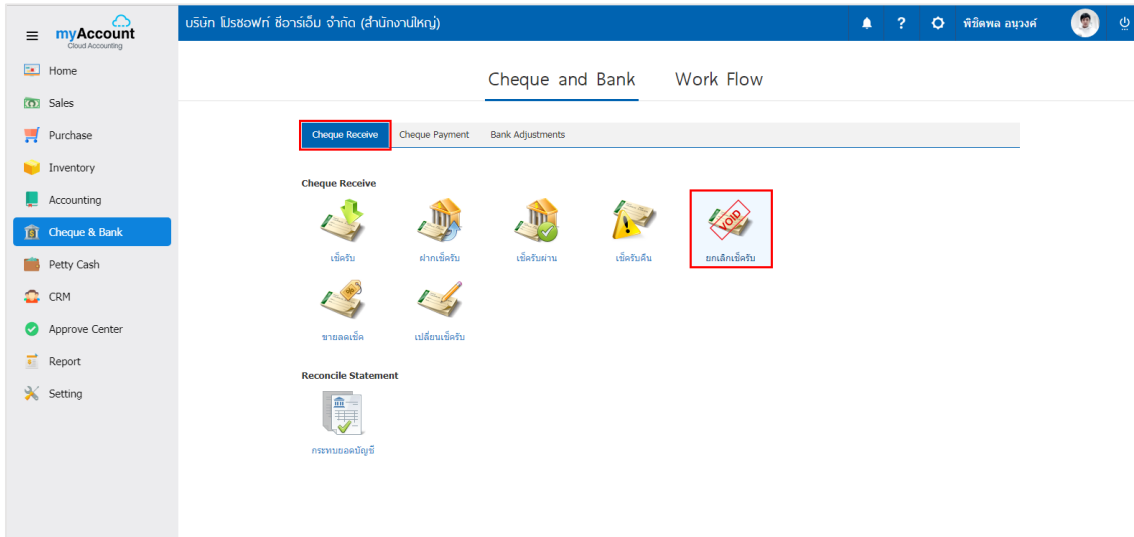 myAccount
Cloud Accounting
บริษัท โปรซอฟท์ ซีอาร์เอ็ม จำกัด (สำนักงานใหญ่)
?
พิชิตพล อนุวงค์
Home
Sales
Purchase
Inventory
Accounting
Cheque & Bank
Petty Cash
CRM
Approve Center
Report
Setting
Cheque and Bank Work Flow
Cheque Receive Cheque Payment Bank Adjustments
Cheque Receive
VOID
เช็ครับ ฝากเช็ครับ เช็ครับผ่าน เช็ครับคืน ยกเลิกเช็ครับ
ขายลดเช็ค เปลี่ยนเช็ครับ
Reconcile Statement
กระทบยอดบัญชี